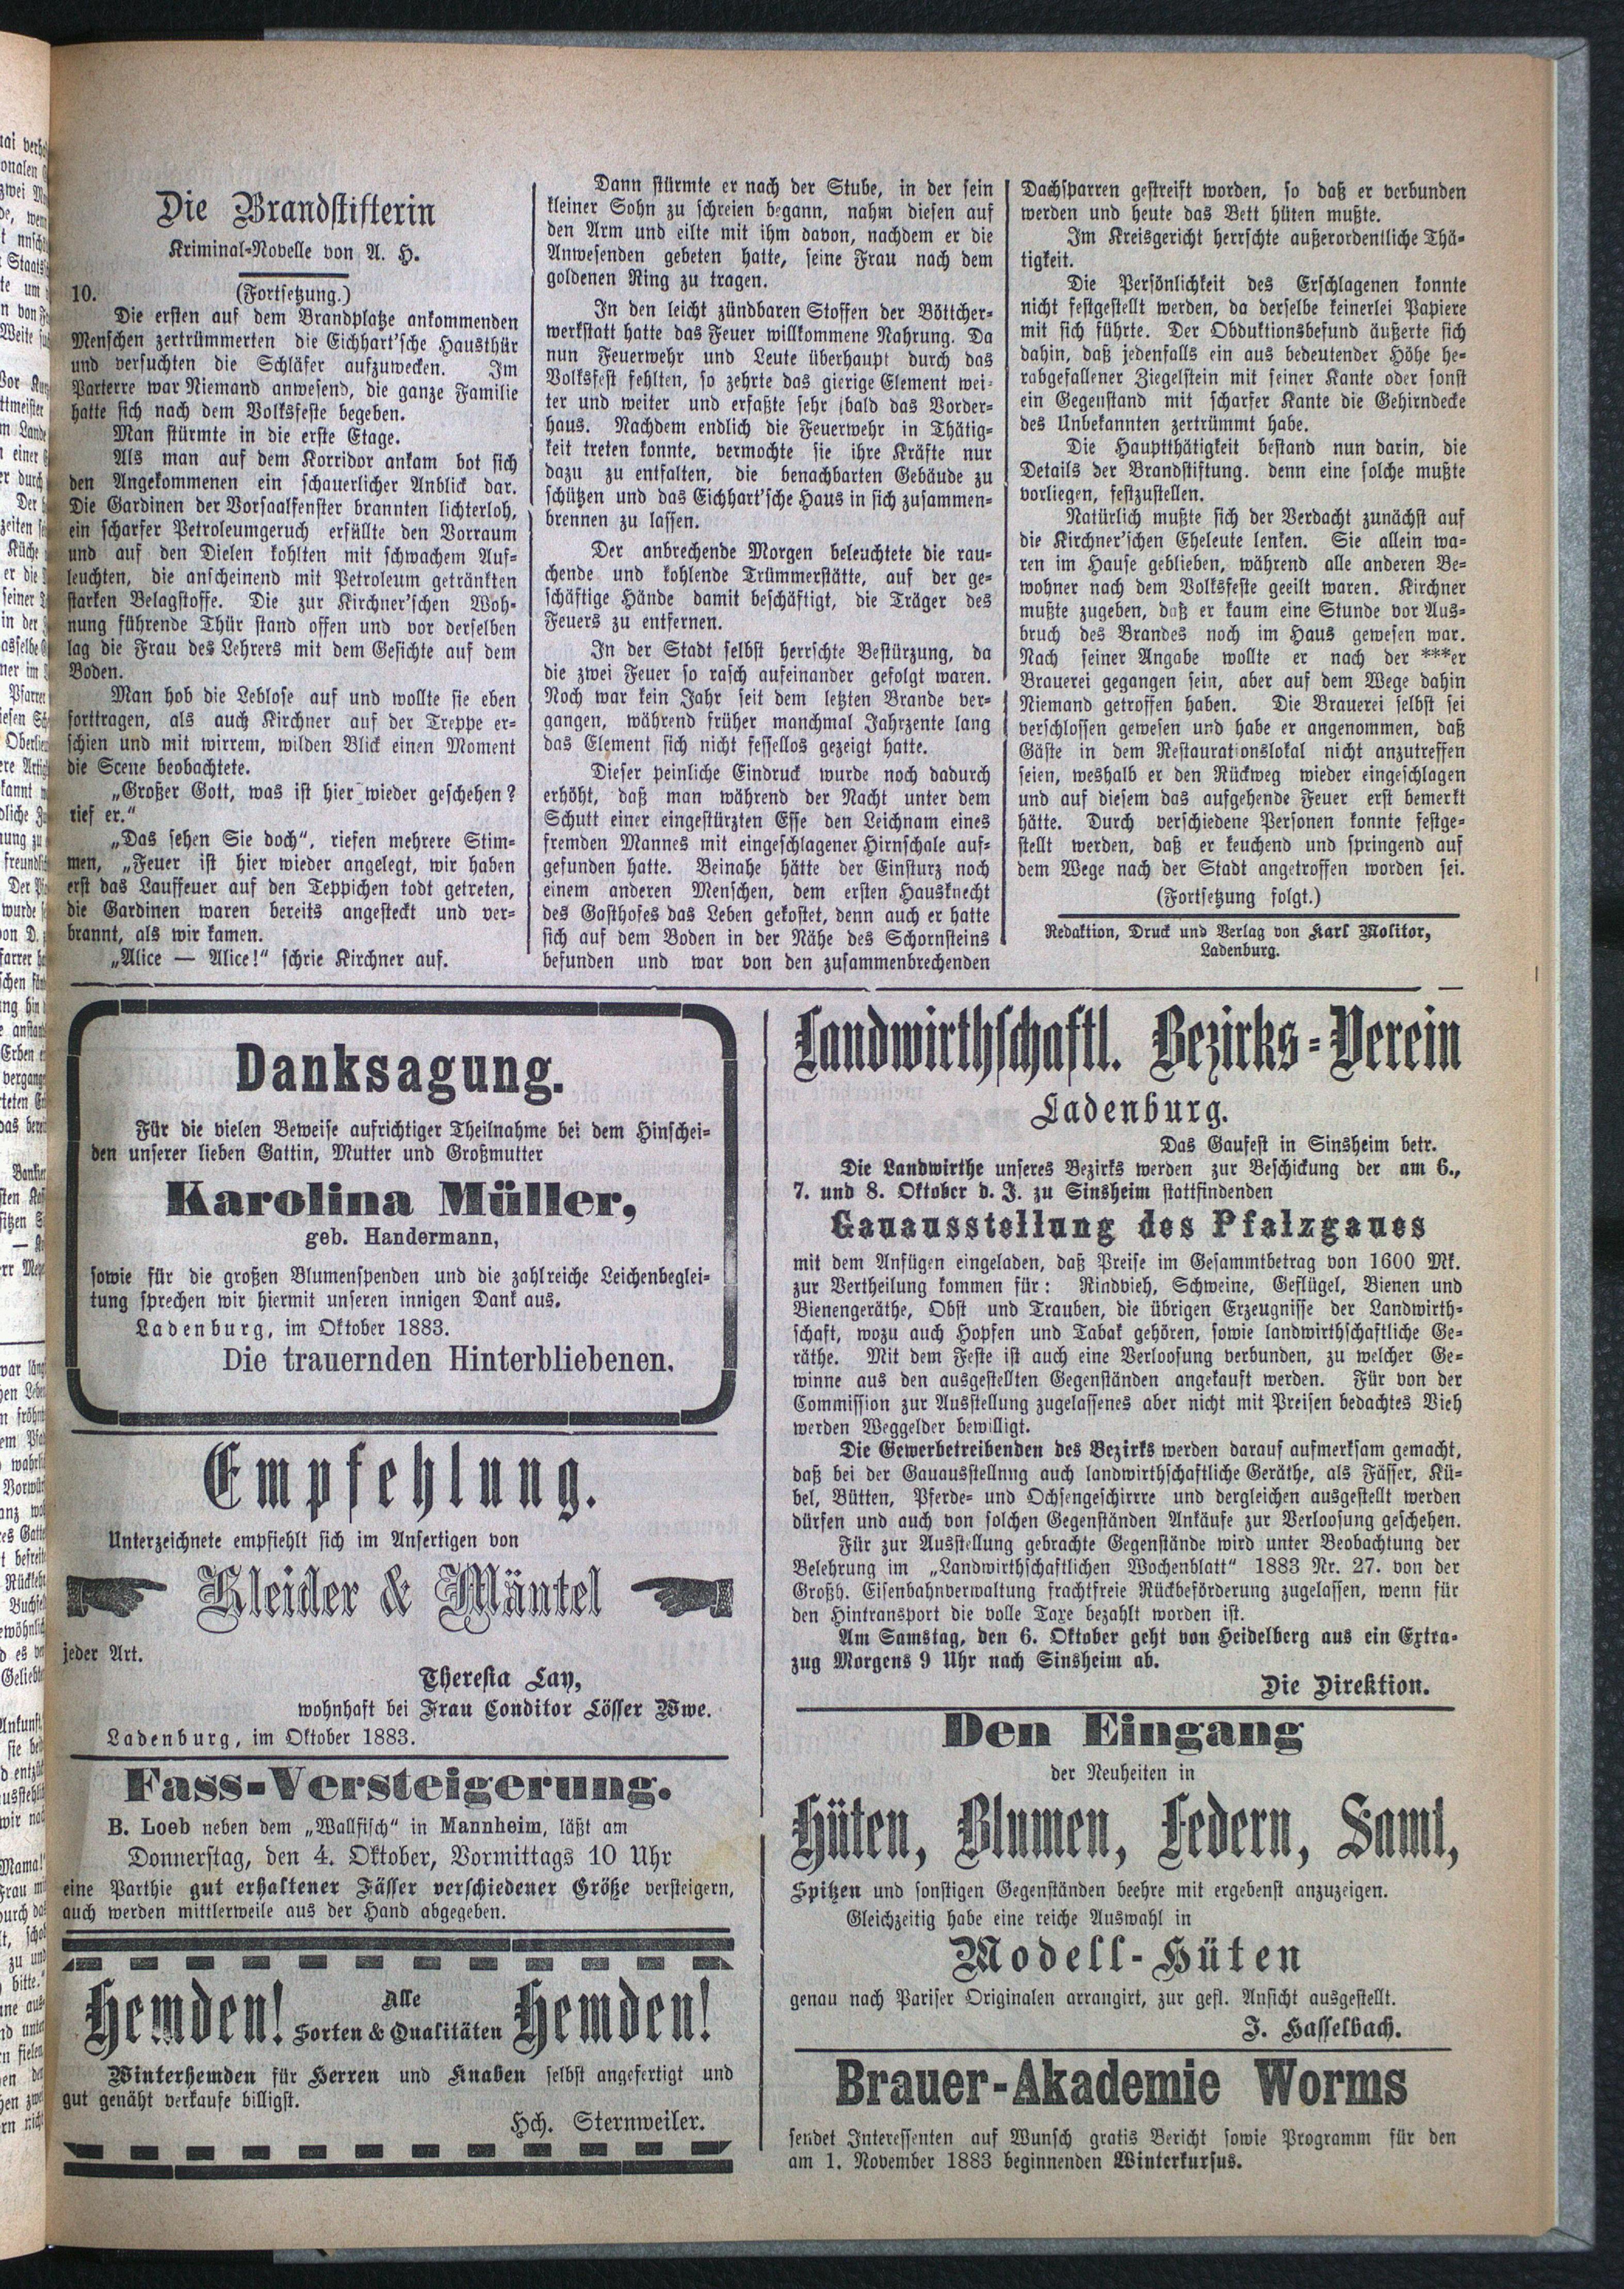 Die Brandstifterin
Kriminal-Novelle von A. H.
10. (Fortsetzung.)
Die ersten auf dem Brandplatze ankommenden
Menschen zertrümmerten die Eichhart'sche Hausthür
und versuchten die Schläfer aufzuwecken. Im
Parterre war Niemand anwesend, die ganze Familie
hatte sich nach dem Volksfeste begeben.
Man stürmte in die erste Etage.
Als man auf dem Korridor ankam bot sich
den Angekommenen ein schauerlicher Anblick dar.
Die Gardinen der Vorsaalfenster brannten lichterloh,
ein scharfer Petroleumgeruch erfüllte den Vorraum
und auf den Dielen kohlten mit schwachem Auf-
leuchten, die anscheinend mit Petroleum getränkten
starken Belagstoffe. Die zur Kirchner'schen Woh-
nung führende Thür stand offen und vor derselben
lag die Frau des Lehrers mit dem Gesichte auf dem
Boden.
Man hob die Leblose auf und wollte sie eben
forttragen, als auch Kirchner auf der Treppe er-
schien und mit wirrem, wilden Blick einen Moment
die Scene beobachtete.
„Großer Gott, was ist hier wieder geschehen?
rief er.“
„Das sehen Sie doch“, riefen mehrere Stim-
men, „Feuer ist hier wieder angelegt, wir haben
erst das Lauffeuer auf den Teppichen todt getreten,
die Gardinen waren bereits angesteckt und ver-
brannt, als wir kamen.
„Alice — Alice!“ schrie Kirchner auf.
Dann stürmte er nach der Stube, in der sein
kleiner Sohn zu schreien begann, nahm diesen auf
den Arm und eilte mit ihm davon, nachdem er die
Anwesenden gebeten hatte, seine Frau nach dem
goldenen Ring zu tragen.
In den leicht zündbaren Stoffen der Böttcher-
werkstatt hatte das Feuer willkommene Nahrung. Da
nun Feuerwehr und Leute überhaupt durch das
Volksfest fehlten, so zehrte das gierige Element wei-
ter und weiter und erfaßte sehr bald das Vorder-
haus. Nachdem endlich die Feuerwehr in Thätig-
keit treten konnte, vermochte sie ihre Kräfte nur
dazu zu entfalten, die benachbarten Gebäude zu
schützen und das Eichhart'sche Haus in sich zusammen-
brennen zu lassen.
Der anbrechende Morgen beleuchtete die rau-
chende und kohlende Trümmerstätte, auf der ge-
schäftige Hände damit beschäftigt, die Träger des
Feuers zu entfernen.
In der Stadt selbst herrschte Bestürzung, da
die zwei Feuer so rasch aufeinander gefolgt waren.
Noch war kein Jahr seit dem letzten Brande ver-
gangen, während früher manchmal Jahrzente lang
das Element sich nicht fessellos gezeigt hatte.
Dieser peinliche Eindruck wurde noch dadurch
erhöht, daß man während der Nacht unter dem
Schutt einer eingestürzten Esse den Leichnam eines
fremden Mannes mit eingeschlagener Hirnschale auf-
gefunden hatte. Beinahe hätte der Einsturz noch
einem anderen Menschen, dem ersten Hausknecht
des Gasthofes das Leben gekostet, denn auch er hatte
sich auf dem Boden in der Nähe des Schornsteins
befunden und war von den zusammenbrechenden
Dachsparren gestreift worden, so daß er verbunden
werden und heute das Bett hüten mußte.
Im Kreisgericht herrschte außerordentliche Thä-
tigkeit.
Die Persönlichkeit des Erschlagenen konnte
nicht festgestellt werden, da derselbe keinerlei Papiere
mit sich führte. Der Obduktionsbefund äußerte sich
dahin, daß jedenfalls ein aus bedeutender Höhe he-
rabgefallener Ziegelstein mit seiner Kante oder sonst
ein Gegenstand mit scharfer Kante die Gehirndecke
des Unbekannten zertrümmt habe.
Die Hauptthätigkeit bestand nun darin, die
Details der Brandstiftung. denn eine solche mußte
vorliegen, festzustellen.
Natürlich mußte sich der Verdacht zunächst auf
die Kirchner'schen Eheleute lenken. Sie allein wa-
ren im Hause geblieben, während alle anderen Be-
wohner nach dem Volksfeste geeilt waren. Kirchner
mußte zugeben, daß er kaum eine Stunde vor Aus-
bruch des Brandes noch im Haus gewesen war.
Nach seiner Angabe wollte er nach der ***er
Brauerei gegangen sein, aber auf dem Wege dahin
Niemand getroffen haben. Die Brauerei selbst sei
verschlossen gewesen und habe er angenommen, daß
Gäste in dem Restaurationslokal nicht anzutreffen
seien, weshalb er den Rückweg wieder eingeschlagen
und auf diesem das aufgehende Feuer erst bemerkt
hätte. Durch verschiedene Personen konnte festge-
stellt werden, daß er keuchend und springend auf
dem Wege nach der Stadt angetroffen worden sei.
(Fortsetzung folgt.)
Redaktion, Druck und Verlag von Karl Molitor,
Ladenburg.
Danksagung.
Für die vielen Beweise aufrichtiger Theilnahme bei dem Hinschei-
den unserer lieben Gattin, Mutter und Großmutter
Karolina Müller,
geb. Handermann,
sowie für die großen Blumenspenden und die zahlreiche Leichenbeglei-
tung sprechen wir hiermit unseren innigen Dank aus.
Ladenburg, im Oktober 1883.
Die trauernden Hinterbliebenen.
Empfehlung.
Unterzeichnete empfiehlt sich im Anfertigen von
Kleider & Mäntel
jeder Art.
Theresia Lay,
wohnhaft bei Frau Conditor Lösser Wwe.
Ladenburg, im Oktober 1883.
Fass-Versteigerung.
B. Loeb neben dem „Wallfisch“ in Mannheim, läßt am
Donnerstag, den 4. Oktober, Vormittags 10 Uhr
eine Parthie gut erhaltener Fässer verschiedener Größe versteigern,
auch werden mittlerweile aus der Hand abgegeben.
Hemden! Alle Sorten & Qualitäten Hemden!
Winterhemden für Herren und Knaben selbst angefertigt und
gut genäht verkaufe billigst.
Hch. Sternweiler.
Landwirthschaftl. Bezirks-Verein
Ladenburg.
Das Gaufest in Sinsheim betr.
Die Landwirthe unseres Bezirks werden zur Beschickung der am 6.,
7. und 8. Oktober d. J. zu Sinsheim stattfindenden
Gauausstellung des Pfalzgaues
mit dem Anfügen eingeladen, daß Preise im Gesammtbetrag von 1600 Mk.
zur Vertheilung kommen für: Rindvieh, Schweine, Geflügel, Bienen und
Bienengeräthe, Obst und Trauben, die übrigen Erzeugnisse der Landwirth-
schaft, wozu auch Hopfen und Tabak gehören, sowie landwirthschaftliche Ge-
räthe. Mit dem Feste ist auch eine Verloosung verbunden, zu welcher Ge-
winne aus den ausgestellten Gegenständen angekauft werden. Für von der
Commission zur Ausstellung zugelassenes aber nicht mit Preisen bedachtes Vieh
werden Weggelder bewilligt.
Die Gewerbetreibenden des Bezirks werden darauf aufmerksam gemacht,
daß bei der Gauausstellnng auch landwirthschaftliche Geräthe, als Fässer, Kü-
bel, Bütten, Pferde- und Ochsengeschirrre und dergleichen ausgestellt werden
dürfen und auch von solchen Gegenständen Ankäufe zur Verloosung geschehen.
Für zur Ausstellung gebrachte Gegenstände wird unter Beobachtung der
Belehrung im „Landwirthschaftlichen Wochenblatt“ 1883 Nr. 27. von der
Großh. Eisenbahnverwaltung frachtfreie Rückbeförderung zugelassen, wenn für
den Hintransport die volle Taxe bezahlt worden ist.
Am Samstag, den 6. Oktober geht von Heidelberg aus ein Extra-
zug Morgens 9 Uhr nach Sinsheim ab.
Die Direktion.
Den Eingang
der Neuheiten in
Hüten, Blumen, Federn, Samt,
Spitzen und sonstigen Gegenständen beehre mit ergebenst anzuzeigen.
Gleichzeitig habe eine reiche Auswahl in
Modell-Hüten
genau nach Pariser Originalen arrangirt, zur gefl. Ansicht ausgestellt.
J. Hasselbach.
Brauer-Akademie Worms
sendet Interessenten auf Wunsch gratis Bericht sowie Programm für den
am 1. November 1883 beginnenden Winterkursus.